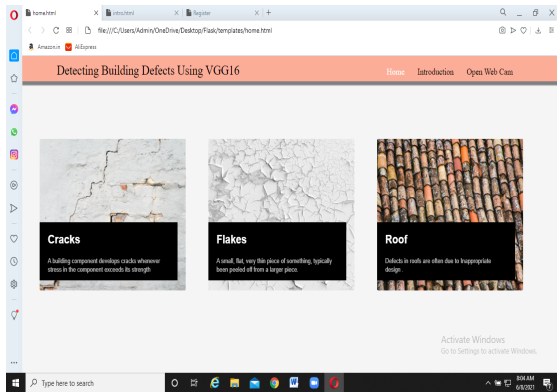 home.html
intro.html
Register
file:///C:/Users/Admin/OneDrive/Desktop/Flask/templates/home.html
Amazon.in AliExpress
Detecting Building Defects Using VGG16
Home Introduction Open Web Cam
Cracks
A building component develops cracks whenever
stress in the component exceeds its strength
Flakes
A small, flat, very thin piece of something, typically
been peeled off from a larger piece.
Roof
Defects in roofs are often due to Inappropriate
design .
Activate Windows
Go to Settings to activate Windows.
Type here to search
8:04 AM
6/8/2021